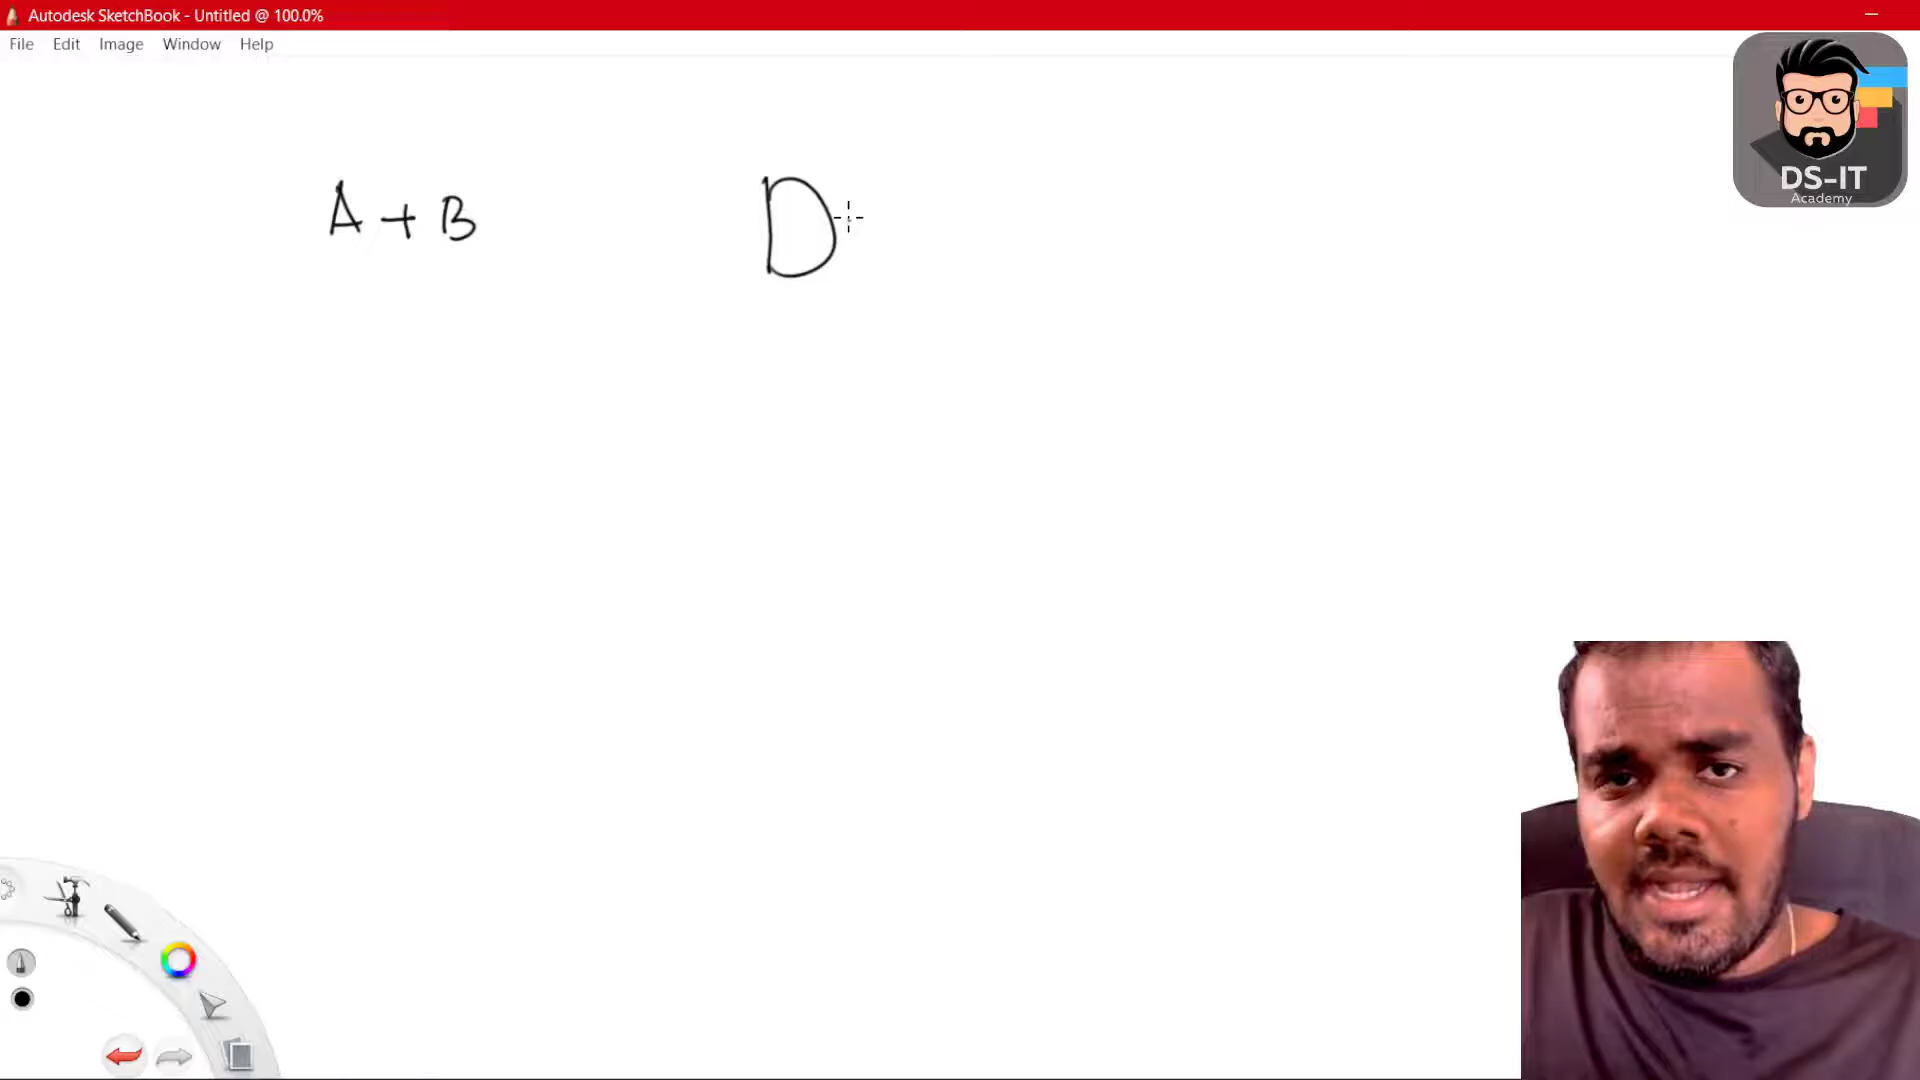 Autodesk SketchBook - Untitled @ 100.0%
File Edit Image Window Help
DS-IT
Academy
A + B